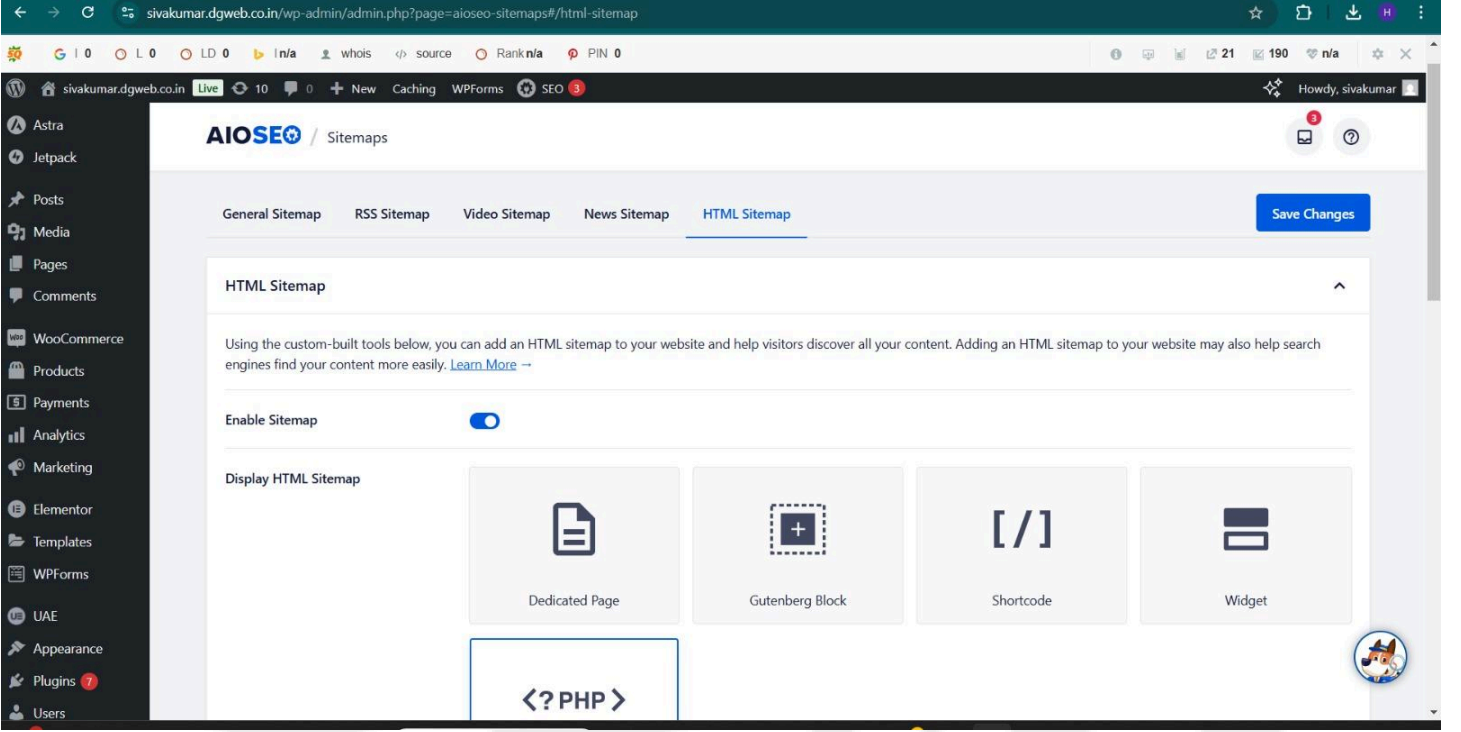 sivakumar.dgweb.co.in/wp-admin/admin.php?page=aioseo-sitemaps#/html-sitemap
H
SQ G I 0 L 0 LD 0 b I n/a whois </> source Rank n/a PIN 0 21 190 n/a
sivakumar.dgweb.co.in Live 10 0 + New Caching WPForms SEO 3 Howdy, sivakumar
Astra
Jetpack
Posts
Media
Pages
Comments
WooCommerce
Products
Payments
Analytics
Marketing
Elementor
Templates
WPForms
UAE
Appearance
Plugins 7
Users
AIOSEO / Sitemaps
3
General Sitemap RSS Sitemap Video Sitemap News Sitemap HTML Sitemap Save Changes
HTML Sitemap
Using the custom-built tools below, you can add an HTML sitemap to your website and help visitors discover all your content. Adding an HTML sitemap to your website may also help search
engines find your content more easily. Learn More →
Enable Sitemap
Display HTML Sitemap
[/]
Dedicated Page Gutenberg Block Shortcode Widget
<? PHP >